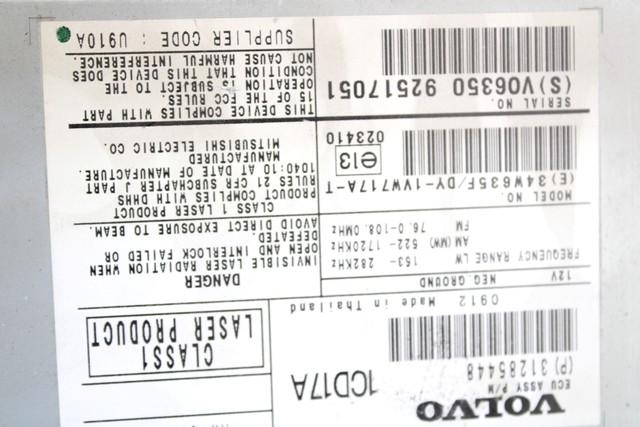 VOLVO
ECU ASSY P/N
(P) 31285448
1CD17A
0912 Made in Thailand
12V NEG.GROUND
FREQUENCY RANGE LW 153- 282KHz
AM (MW) 522- 1720KHz
FM 76.0-108.0MHz
MODEL NO.
(E)34W635F/DY-1VW717A-T
e13
023410
SERIAL NO.
(S) V06350 92517051
CLASS1
LASER PRODUCT
DANGER
INVISIBLE LASER RADIATION WHEN
OPEN AND INTERLOCK FAILED OR
DEFEATED.
AVOID DIRECT EXPOSURE TO BEAM.
CLASS 1 LASER PRODUCT
PRODUCT COMPLIES WITH DHHS
RULES 21 CFR SUBCHAPTER J PART
1040:10 AT DATE OF MANUFACTURE.
MANUFACTURED
MITSUBISHI ELECTRIC CO.
THIS DEVICE COMPLIES WITH PART
15 OF THE FCC RULES.
OPERATION IS SUBJECT TO THE
CONDITION THAT THIS DEVICE DOES
NOT CAUSE HARMFUL INTERFERENCE.
SUPPLIER CODE : U910A